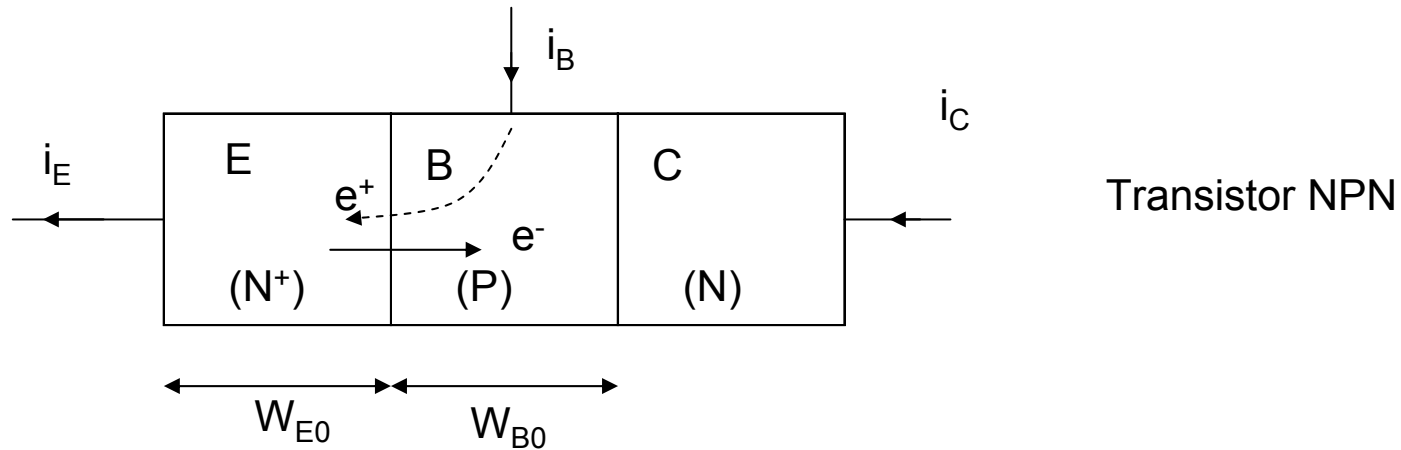 i_B
i_C
i_E
E
B
C
e⁺
e⁻
Transistor NPN
(N⁺)
(P)
(N)
W_E0
W_B0